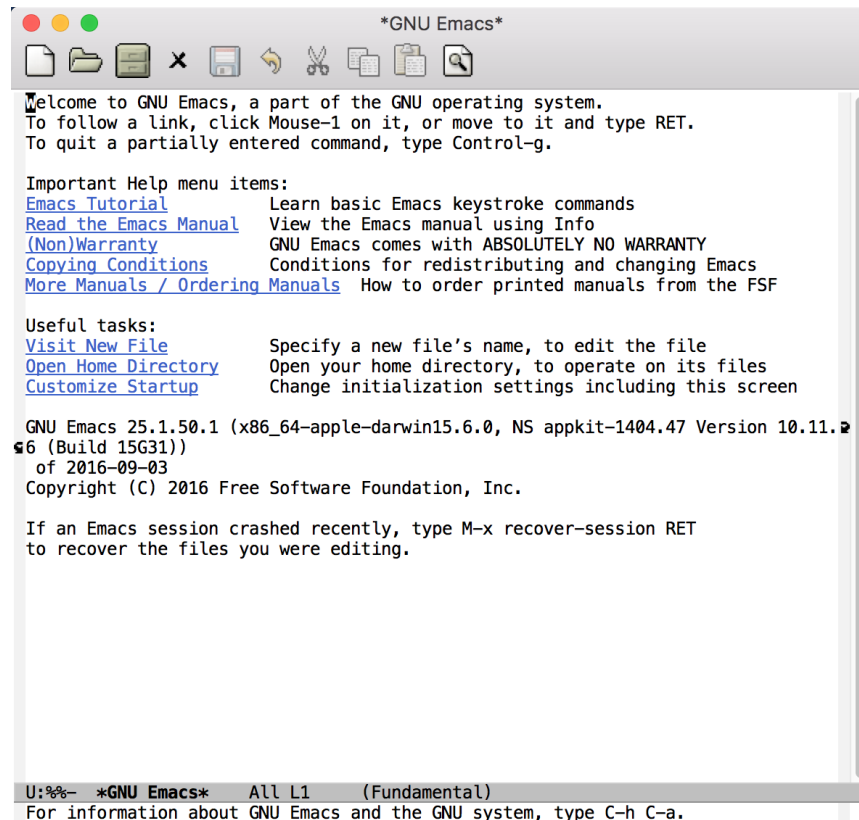 *GNU Emacs*
Welcome to GNU Emacs, a part of the GNU operating system.
To follow a link, click Mouse-1 on it, or move to it and type RET.
To quit a partially entered command, type Control-g.
Important Help menu items:
Emacs Tutorial Learn basic Emacs keystroke commands
Read the Emacs Manual View the Emacs manual using Info
(Non)Warranty GNU Emacs comes with ABSOLUTELY NO WARRANTY
Copying Conditions Conditions for redistributing and changing Emacs
More Manuals / Ordering Manuals How to order printed manuals from the FSF
Useful tasks:
Visit New File Specify a new file's name, to edit the file
Open Home Directory Open your home directory, to operate on its files
Customize Startup Change initialization settings including this screen
GNU Emacs 25.1.50.1 (x86_64-apple-darwin15.6.0, NS appkit-1404.47 Version 10.11.
6 (Build 15G31))
of 2016-09-03
Copyright (C) 2016 Free Software Foundation, Inc.
If an Emacs session crashed recently, type M-x recover-session RET
to recover the files you were editing.
U:%%- *GNU Emacs* All L1 (Fundamental)
For information about GNU Emacs and the GNU system, type C-h C-a.